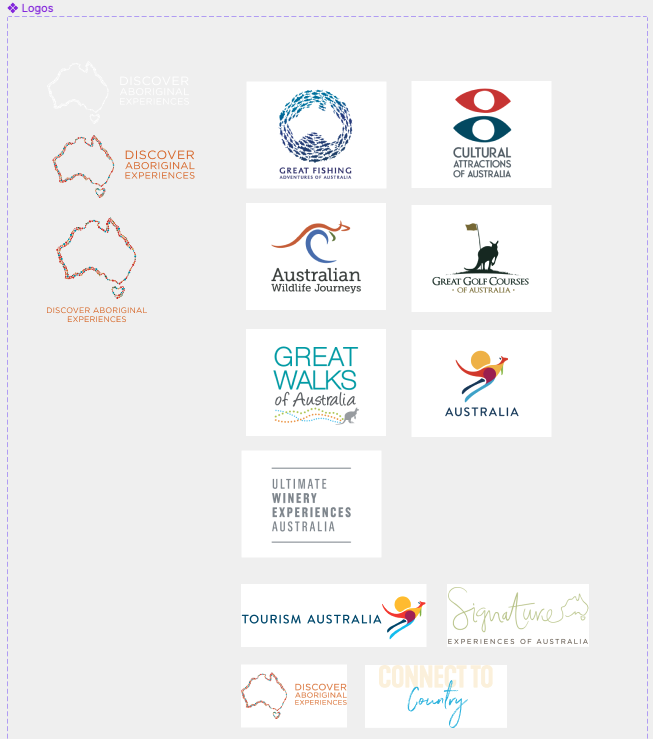 Logos
DISCOVER
ABORIGINAL
EXPERIENCES
DISCOVER
ABORIGINAL
EXPERIENCES
DISCOVER ABORIGINAL
EXPERIENCES
GREAT FISHING
ADVENTURES OF AUSTRALIA
CULTURAL
ATTRACTIONS
OF AUSTRALIA
Australian
Wildlife Journeys
GREAT GOLF COURSES
· OF AUSTRALIA ·
GREAT
WALKS
of Australia
AUSTRALIA
ULTIMATE
WINERY
EXPERIENCES
AUSTRALIA
TOURISM AUSTRALIA
Signature
EXPERIENCES OF AUSTRALIA
DISCOVER
ABORIGINAL
EXPERIENCES
CONNECT TO
Country